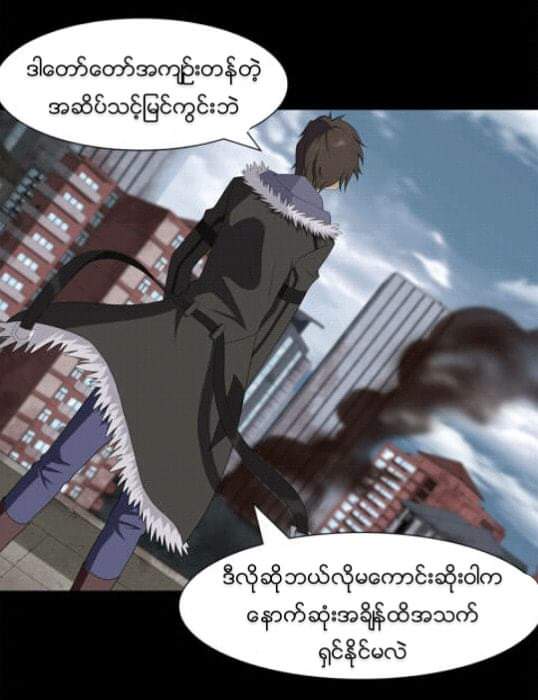 ဒါတော်တော်အကျဉ်းတန်တဲ့
အဆိပ်သင့်မြင်ကွင်းဘဲ
ဒီလိုဆိုဘယ်လိုမကောင်းဆိုးဝါက
နောက်ဆုံးအချိန်ထိအသက်
ရှင်နိုင်မလဲ